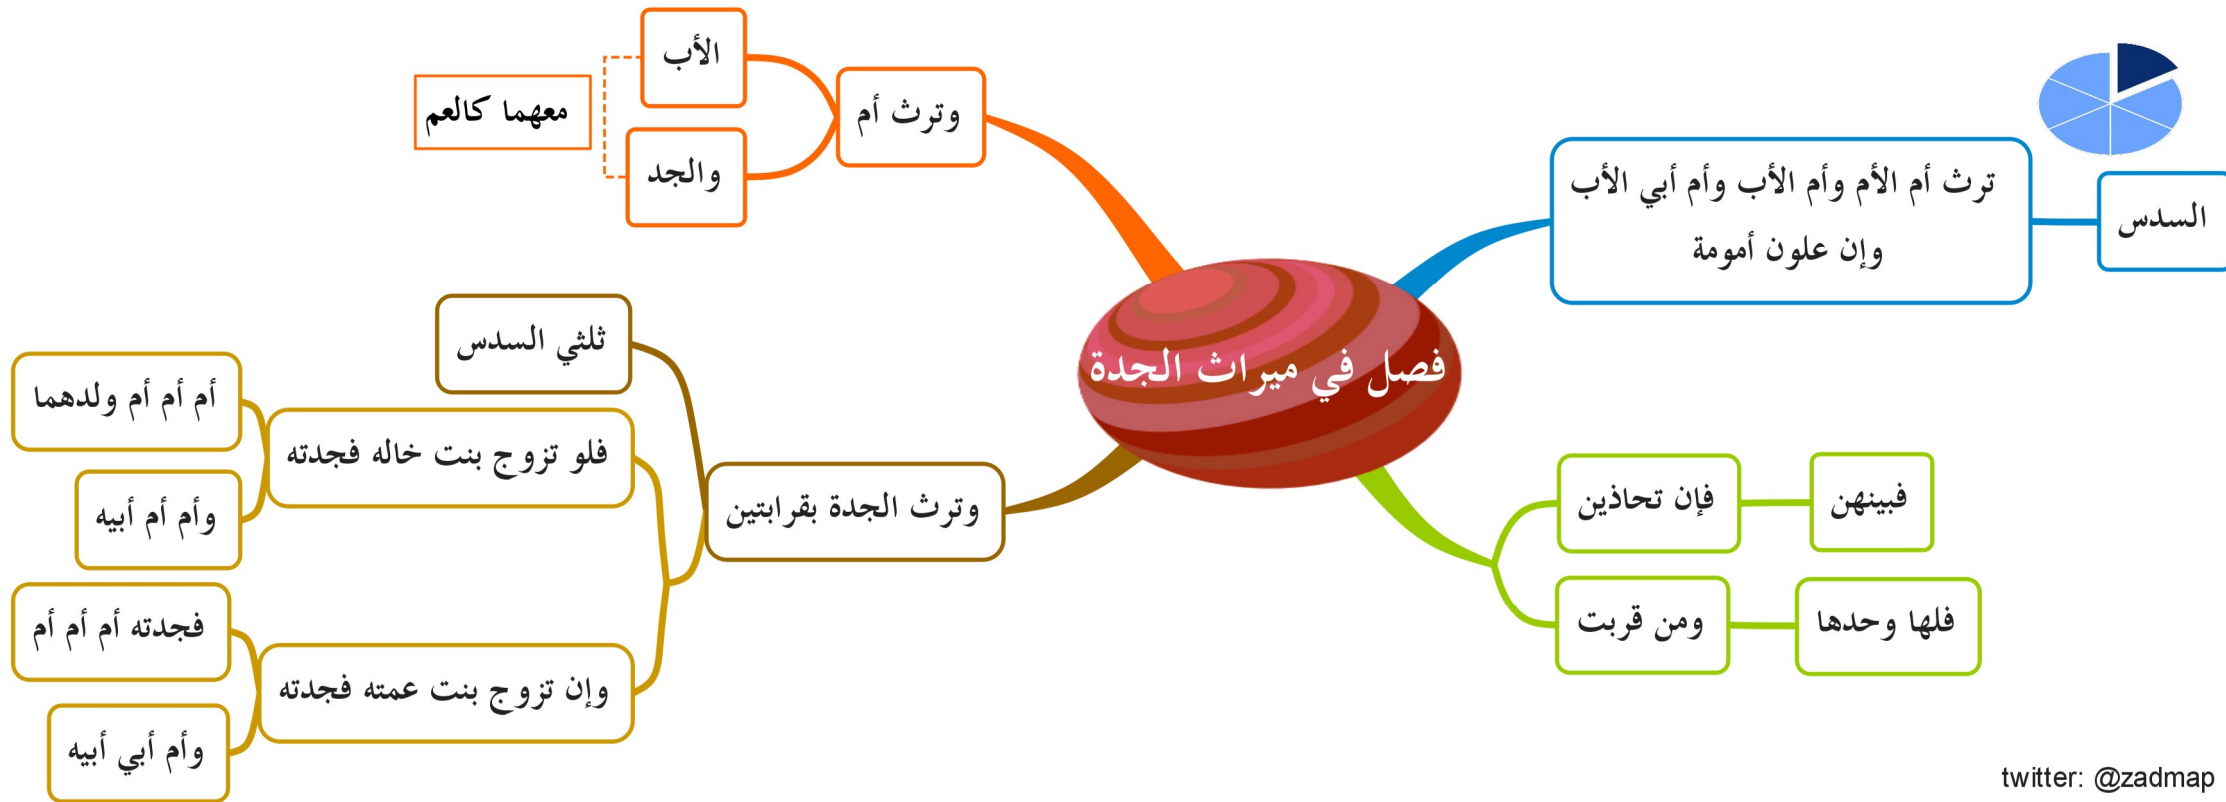 فصل في ميراث الجدة
ترث أم الأم وأم الأب وأم أبي الأب
وإن علون أمومة
السدس
فإن تحاذين
فبينهن
ومن قربت
فلها وحدها
وترث أم
الأب
والجد
معهما كالعم
وترث الجدة بقرابتين
ثلثي السدس
فلو تزوج بنت خاله فجدته
أم أم أم ولدهما
وأم أم أبيه
وإن تزوج بنت عمته فجدته
فجدته أم أم أم
وأم أبي أبيه
twitter: @zadmap